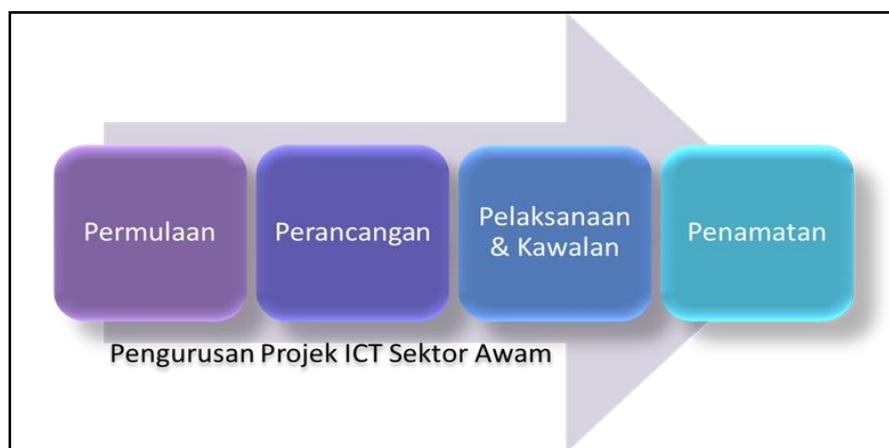 Permulaan
Perancangan
Pelaksanaan
& Kawalan
Penamatan
Pengurusan Projek ICT Sektor Awam